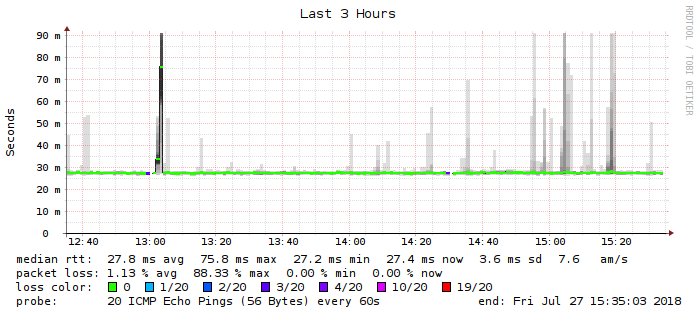 Last 3 Hours
RRDTOOL / TOBI OETIKER
Seconds
90 m
80 m
70 m
60 m
50 m
40 m
30 m
20 m
10 m
0
12:40 13:00 13:20 13:40 14:00 14:20 14:40 15:00 15:20
median rtt: 27.8 ms avg 75.8 ms max 27.2 ms min 27.4 ms now 3.6 ms sd 7.6 am/s
packet loss: 1.13 % avg 88.33 % max 0.00 % min 0.00 % now
loss color: 0 1/20 2/20 3/20 4/20 10/20 19/20
probe: 20 ICMP Echo Pings (56 Bytes) every 60s end: Fri Jul 27 15:35:03 2018